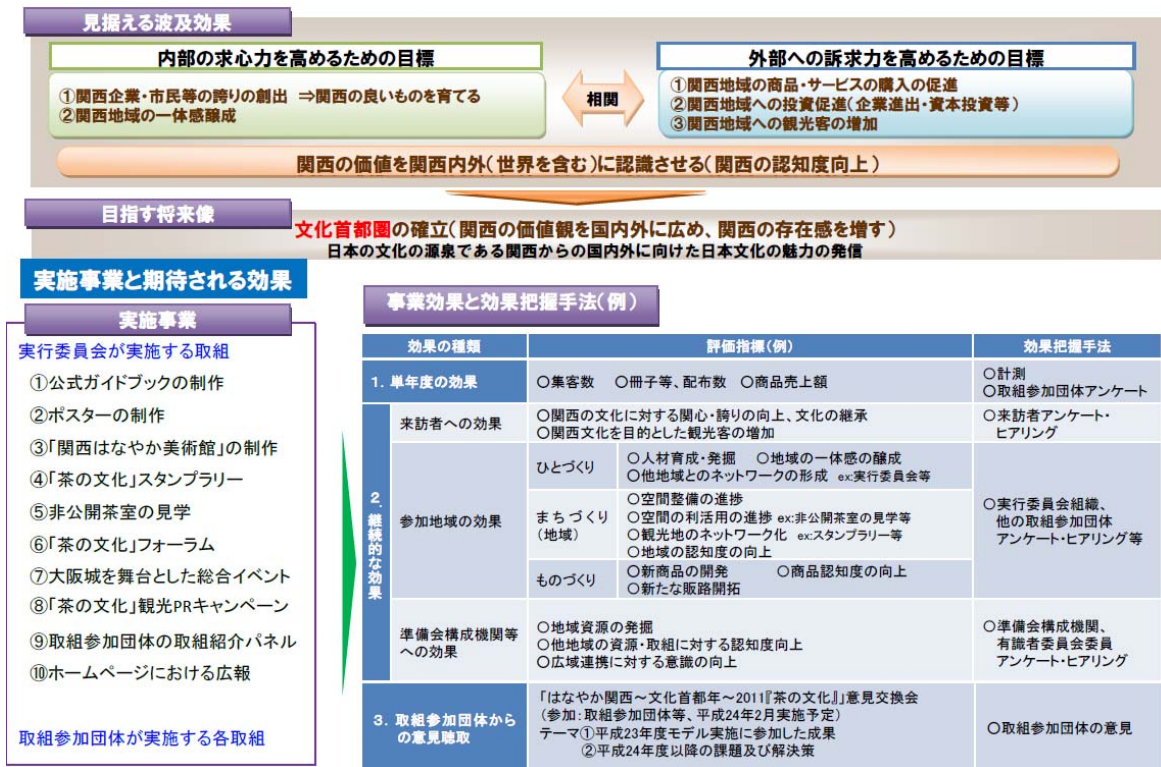 見据える波及効果
内部の求心力を高めるための目標
①関西企業・市民等の誇りの創出 ⇒関西の良いものを育てる
②関西地域の一体感醸成
相関
外部への訴求力を高めるための目標
①関西地域の商品・サービスの購入の促進
②関西地域への投資促進(企業進出・資本投資等)
③関西地域への観光客の増加
関西の価値を関西内外(世界を含む)に認識させる(関西の認知度向上)
目指す将来像
文化首都圏の確立(関西の価値観を国内外に広め、関西の存在感を増す)
日本の文化の源泉である関西からの国内外に向けた日本文化の魅力の発信
実施事業と期待される効果
実施事業
実行委員会が実施する取組
①公式ガイドブックの制作
②ポスターの制作
③「関西はなやか美術館」の制作
④「茶の文化」スタンプラリー
⑤非公開茶室の見学
⑥「茶の文化」フォーラム
⑦大阪城を舞台とした総合イベント
⑧「茶の文化」観光PRキャンペーン
⑨取組参加団体の取組紹介パネル
⑩ホームページにおける広報
取組参加団体が実施する各取組
事業効果と効果把握手法(例)
効果の種類 評価指標(例) 効果把握手法
1. 単年度の効果
○集客数 ○冊子等、配布数 ○商品売上額
○計測
○取組参加団体アンケート
2. 継続的な効果
来訪者への効果
○関西の文化に対する関心・誇りの向上、文化の継承
○関西文化を目的とした観光客の増加
○来訪者アンケート・
ヒアリング
参加地域の効果
ひとづくり
○人材育成・発掘 ○地域の一体感の醸成
○他地域とのネットワークの形成 ex:実行委員会等
まちづくり
(地域)
○空間整備の進捗
○空間の利活用の進捗 ex:非公開茶室の見学等
○観光地のネットワーク化 ex:スタンプラリー等
○地域の認知度の向上
ものづくり
○新商品の開発 ○商品認知度の向上
○新たな販路開拓
○実行委員会組織、
他の取組参加団体
アンケート・ヒアリング等
準備会構成機関等
への効果
○地域資源の発掘
○他地域の資源・取組に対する認知度向上
○広域連携に対する意識の向上
○準備会構成機関、
有識者委員会委員
アンケート・ヒアリング
3. 取組参加団体から
の意見聴取
「はなやか関西~文化首都年~2011『茶の文化』」意見交換会
(参加:取組参加団体等、平成24年2月実施予定)
テーマ①平成23年度モデル実施に参加した成果
②平成24年度以降の課題及び解決策
○取組参加団体の意見